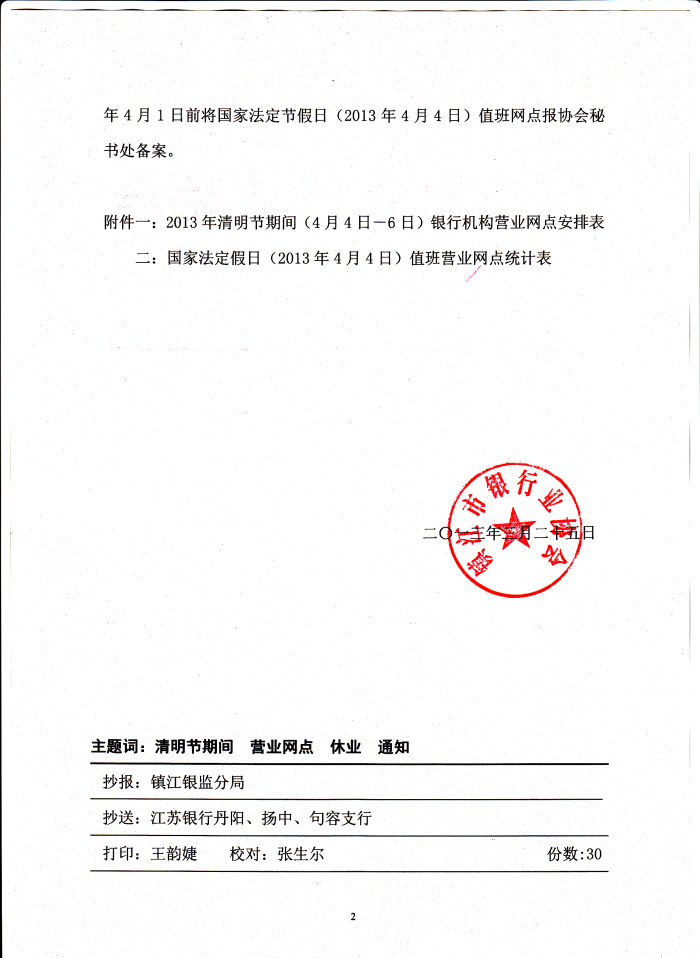 年4月1日前将国家法定节假日（2013年4月4日）值班网点报协会秘
书处备案。
附件一：2013年清明节期间（4月4日－6日）银行机构营业网点安排表
二：国家法定假日（2013年4月4日）值班营业网点统计表
镇江市银行业协会
二〇一三年三月二十五日
主题词：清明节期间 营业网点 休业 通知
抄报：镇江银监分局
抄送：江苏银行丹阳、扬中、句容支行
打印：王韵婕 校对：张生尔 份数:30
2